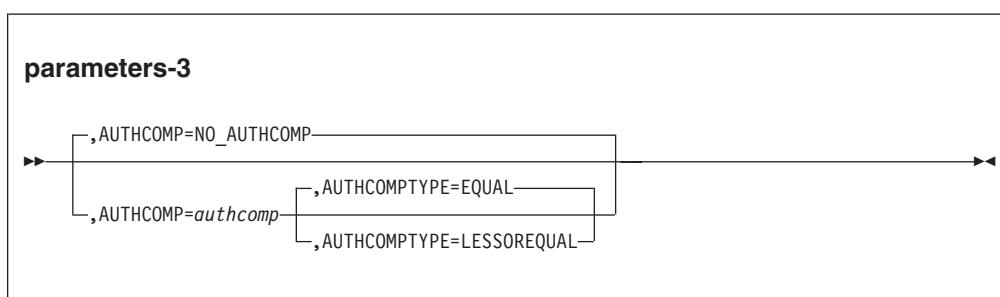 parameters-3
,AUTHCOMP=NO_AUTHCOMP
,AUTHCOMPTYPE=EQUAL
,AUTHCOMP=authcomp
,AUTHCOMPTYPE=LESSOREQUAL